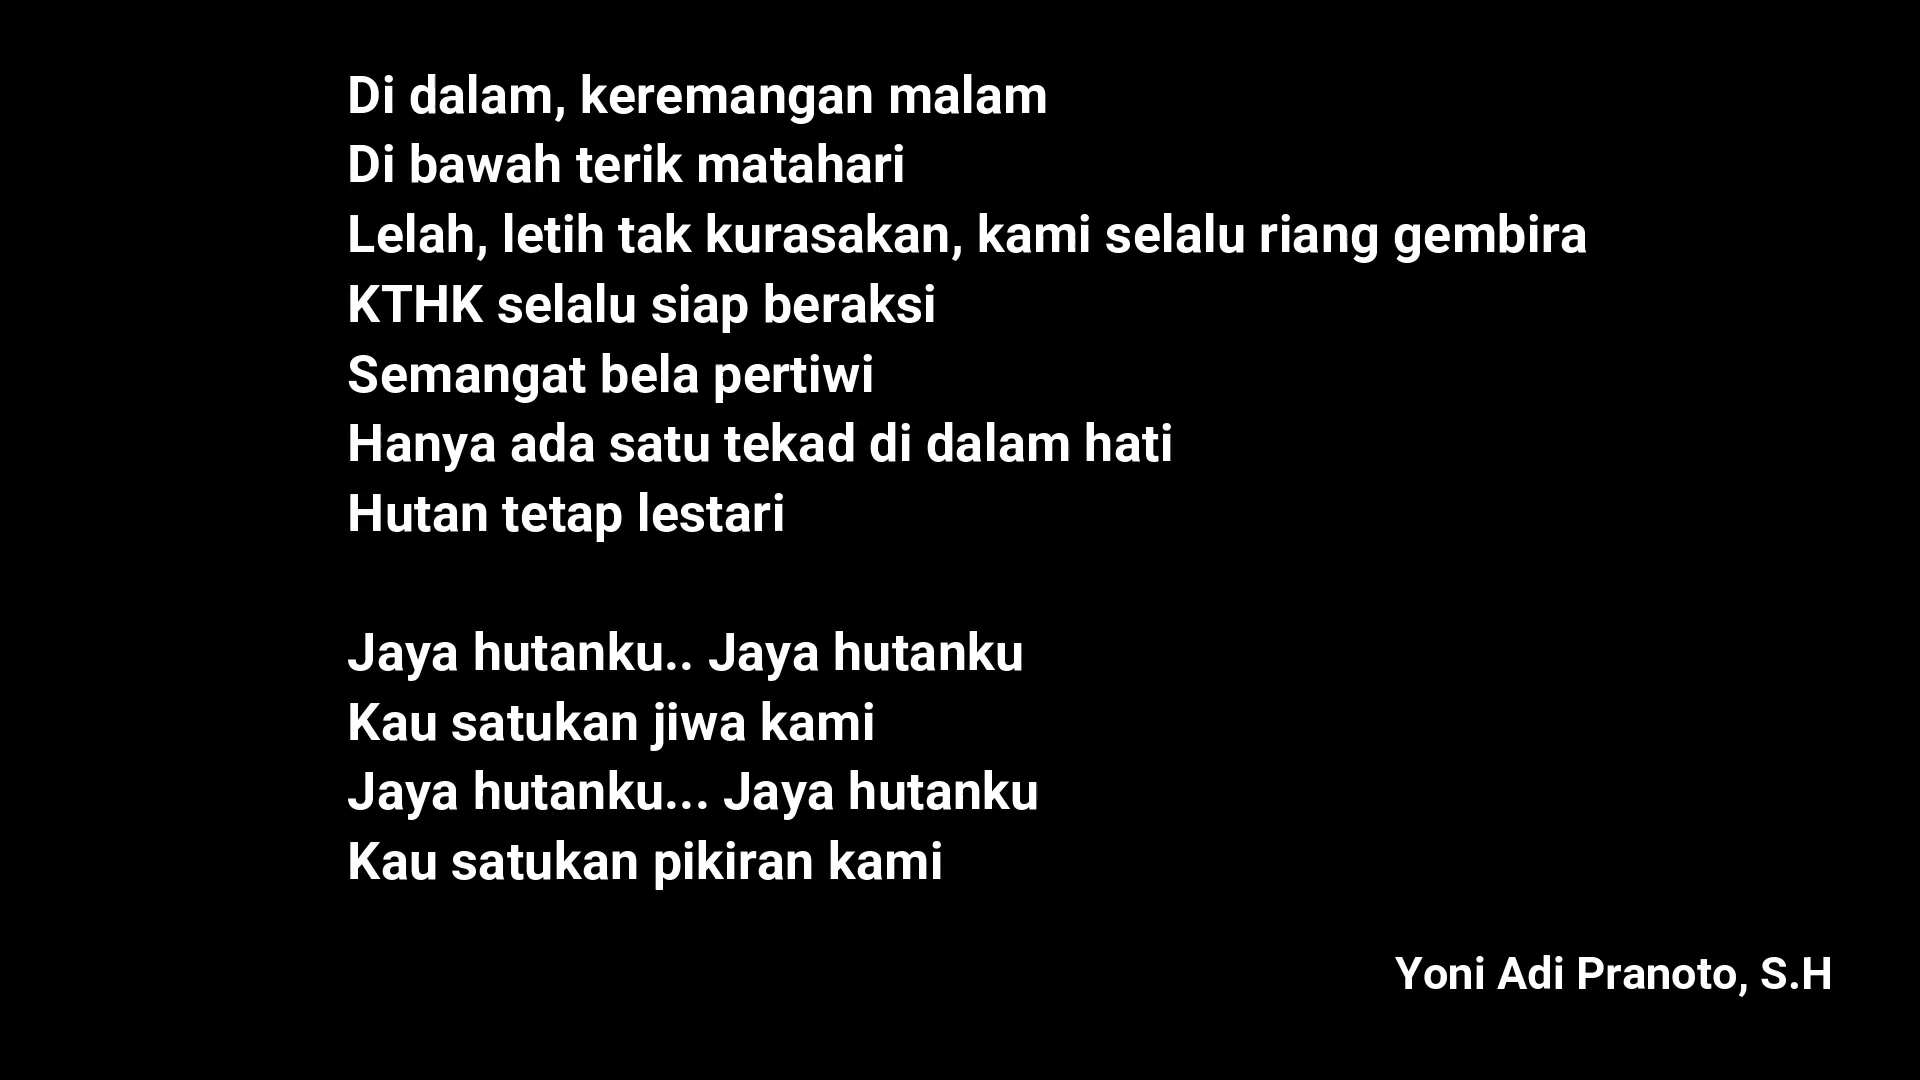 Di dalam, keremangan malam
Di bawah terik matahari
Lelah, letih tak kurasakan, kami selalu riang gembira
KTHK selalu siap beraksi
Semangat bela pertiwi
Hanya ada satu tekad di dalam hati
Hutan tetap lestari
Jaya hutanku.. Jaya hutanku
Kau satukan jiwa kami
Jaya hutanku... Jaya hutanku
Kau satukan pikiran kami
Yoni Adi Pranoto, S.H